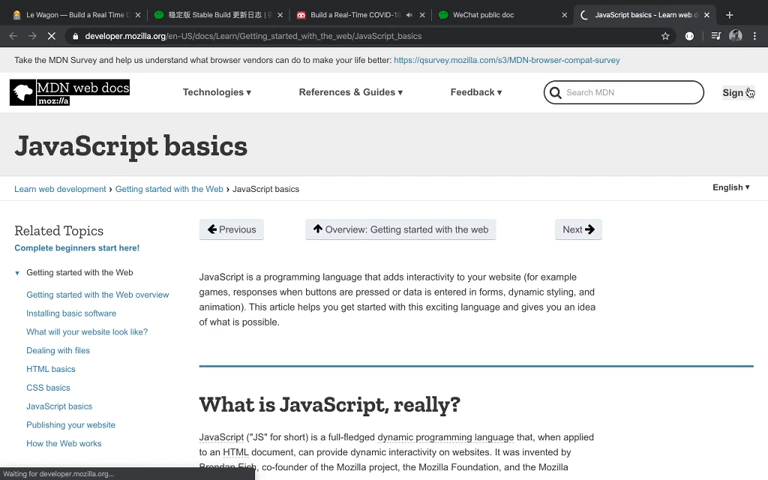 Le Wagon — Build a Real Time D
稳定版 Stable Build 更新日志 |
Build a Real-Time COVID-19
WeChat public doc
JavaScript basics - Learn web d
developer.mozilla.org/en-US/docs/Learn/Getting_started_with_the_web/JavaScript_basics
Take the MDN Survey and help us understand what browser vendors can do to make your life better: https://qsurvey.mozilla.com/s3/MDN-browser-compat-survey
MDN web docs
moz://a
Technologies ▾
References & Guides ▾
Feedback ▾
Search MDN
Sign
JavaScript basics
Learn web development › Getting started with the Web › JavaScript basics
English ▾
Related Topics
Complete beginners start here!
Getting started with the Web
Getting started with the Web overview
Installing basic software
What will your website look like?
Dealing with files
HTML basics
CSS basics
JavaScript basics
Publishing your website
How the Web works
Previous
Overview: Getting started with the web
Next
JavaScript is a programming language that adds interactivity to your website (for example
games, responses when buttons are pressed or data is entered in forms, dynamic styling, and
animation). This article helps you get started with this exciting language and gives you an idea
of what is possible.
What is JavaScript, really?
JavaScript ("JS" for short) is a full-fledged dynamic programming language that, when applied
to an HTML document, can provide dynamic interactivity on websites. It was invented by
Brendan Eich, co-founder of the Mozilla project, the Mozilla Foundation, and the Mozilla
Waiting for developer.mozilla.org...